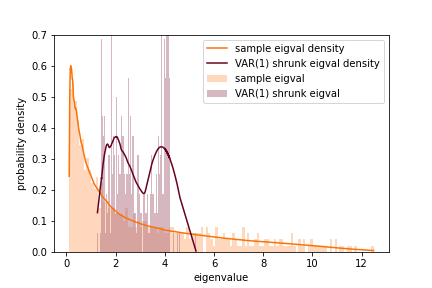 0.7
0.6
0.5
0.4
0.3
0.2
0.1
0.0
probability density
sample eigval density
VAR(1) shrunk eigval density
sample eigval
VAR(1) shrunk eigval
0 2 4 6 8 10 12
eigenvalue